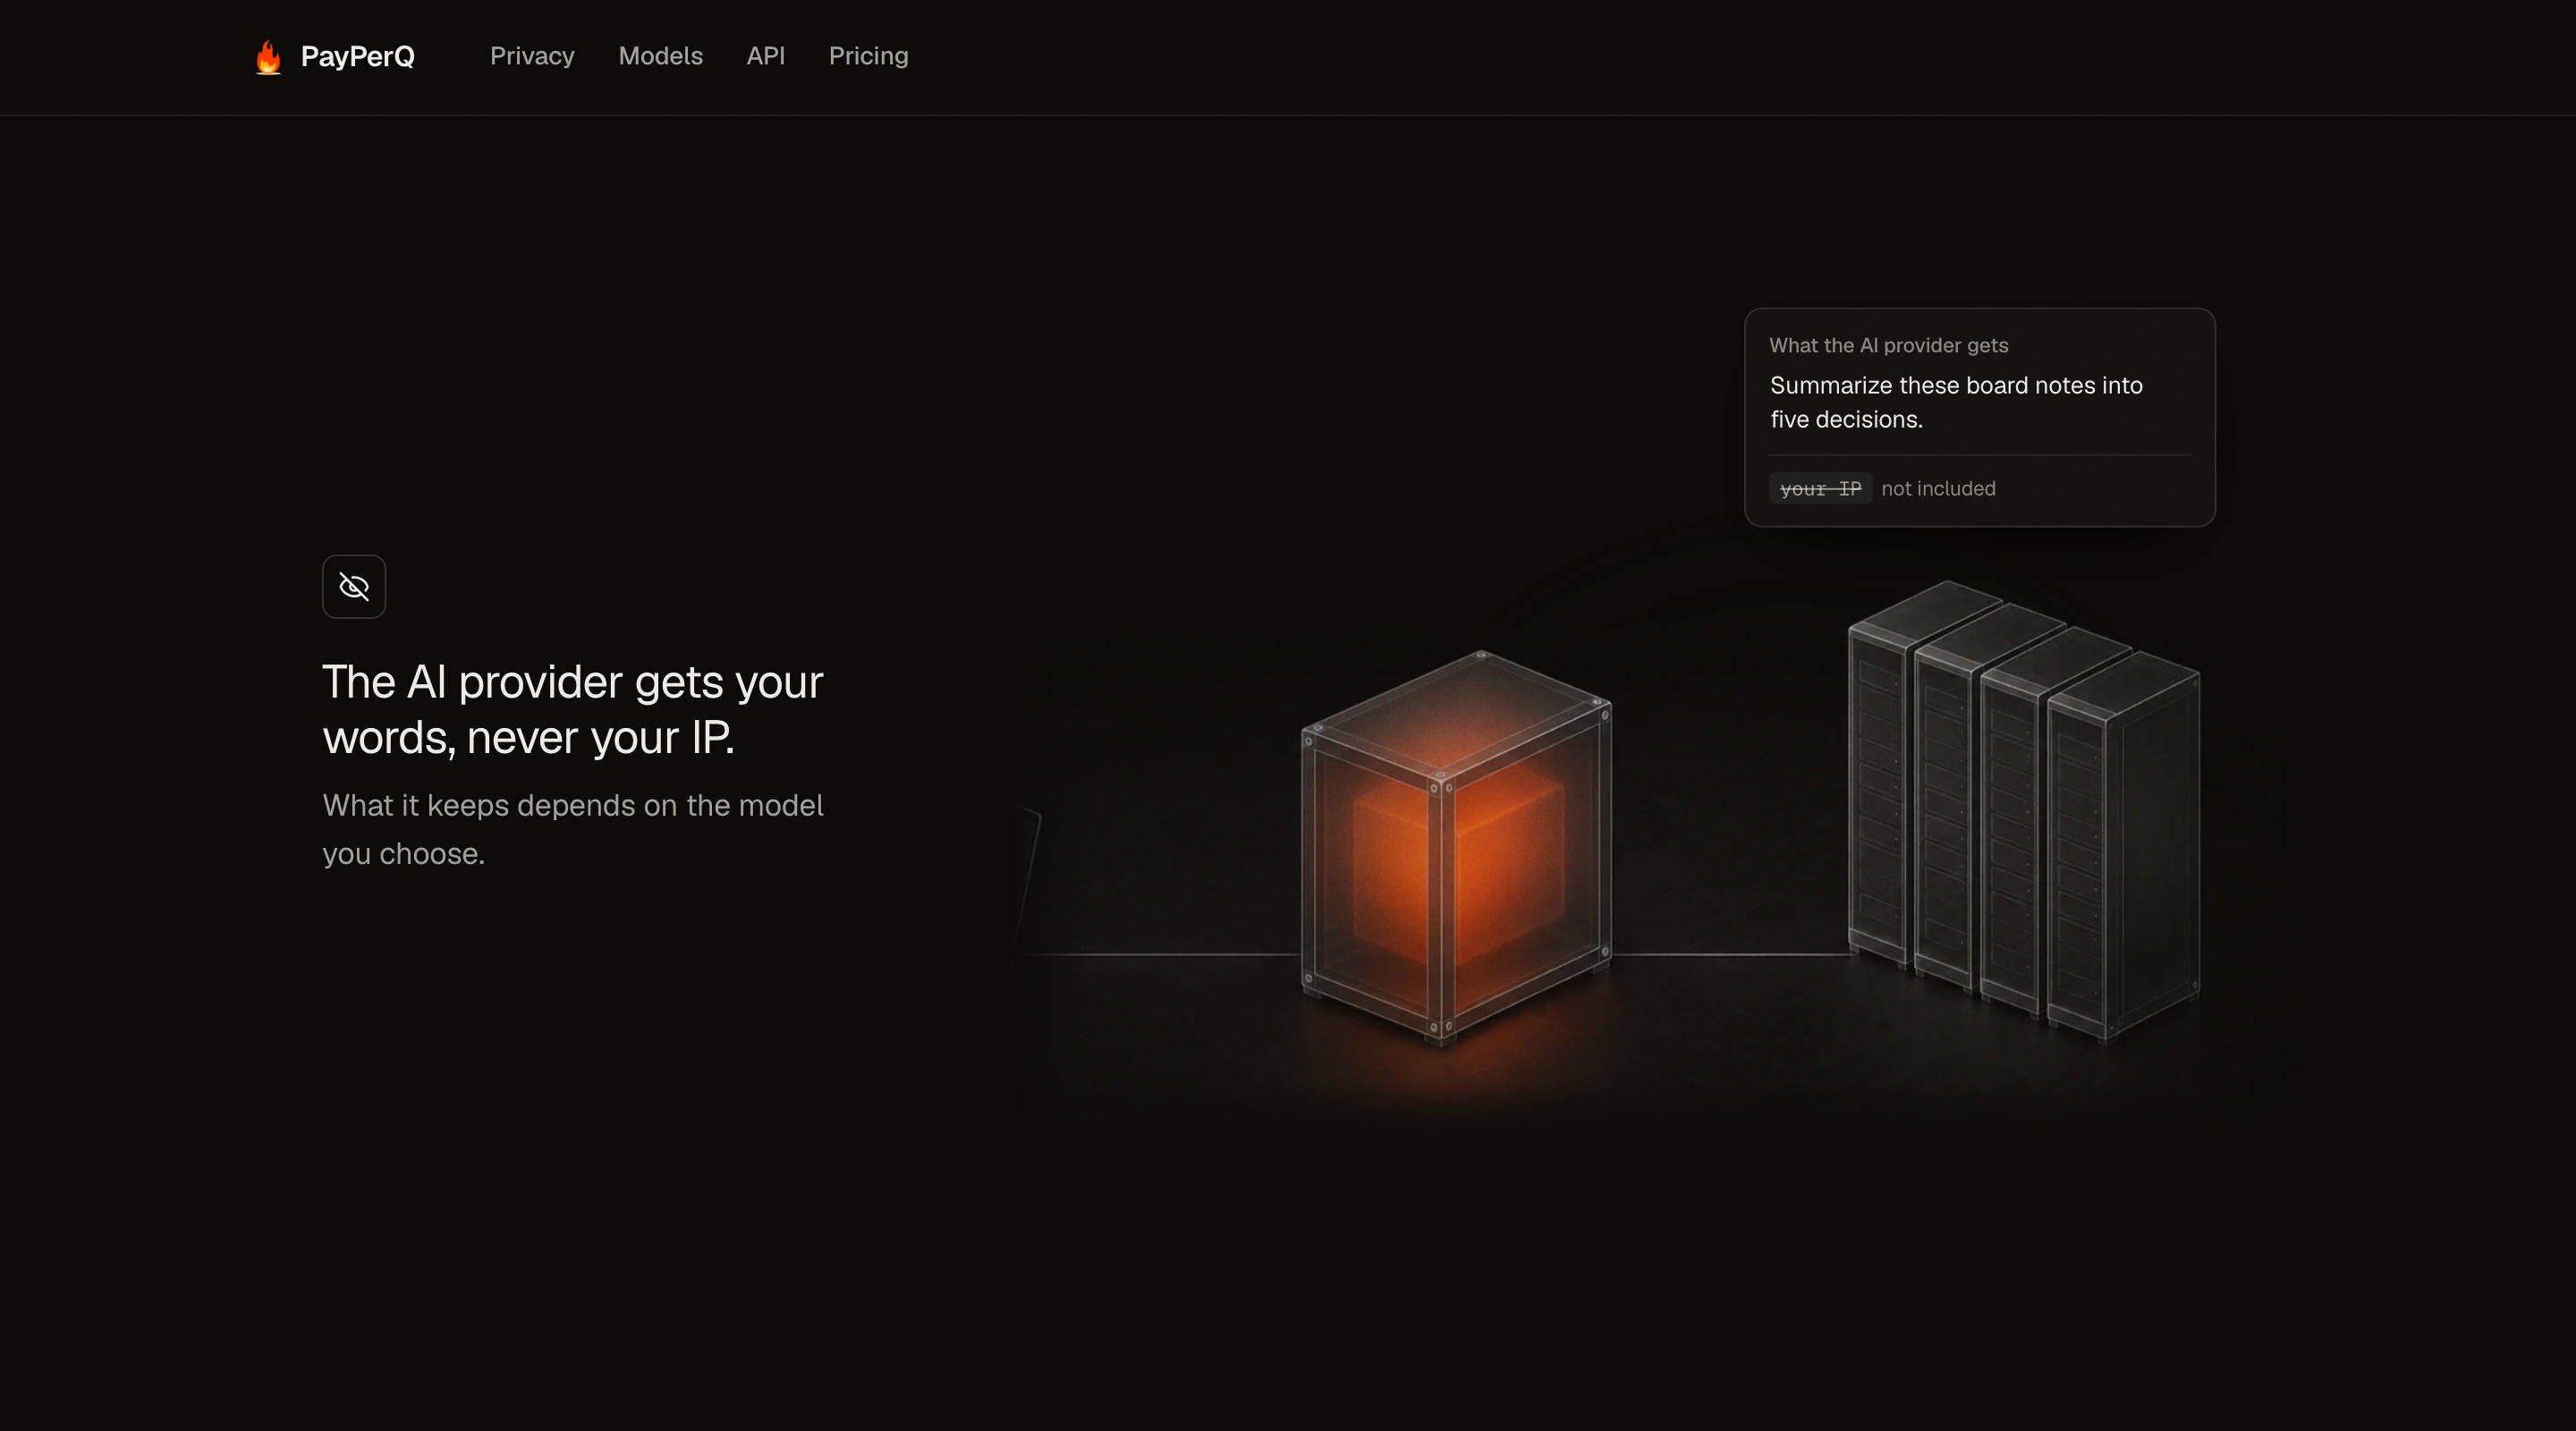 PayPerQ
Privacy
Models
API
Pricing
What the AI provider gets
Summarize these board notes into
five decisions.
your IP not included
The AI provider gets your
words, never your IP.
What it keeps depends on the model
you choose.